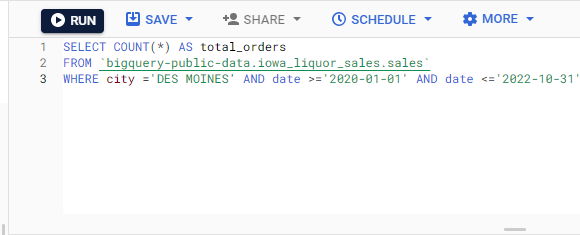 RUN SAVE SHARE SCHEDULE MORE
1 SELECT COUNT(*) AS total_orders
2 FROM `bigquery-public-data.iowa_liquor_sales.sales`
3 WHERE city ='DES MOINES' AND date >='2020-01-01' AND date <='2022-10-31'